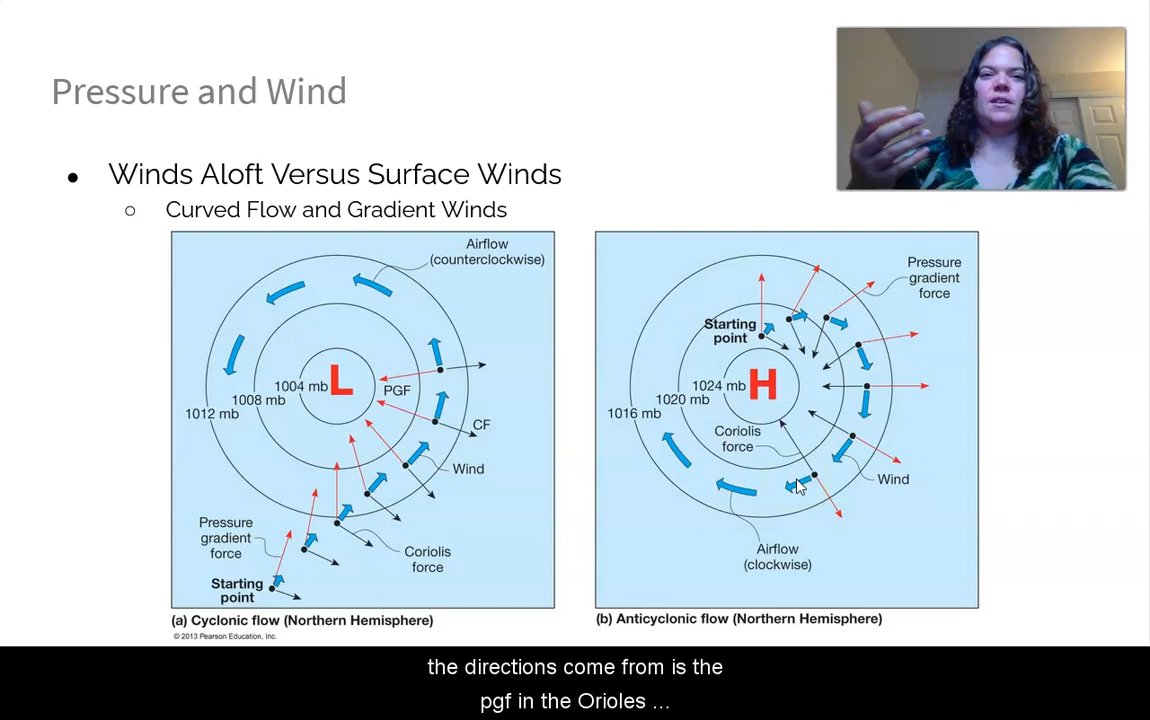 Pressure and Wind
● Winds Aloft Versus Surface Winds
○ Curved Flow and Gradient Winds
Airflow
(counterclockwise)
1004 mb
L
1008 mb
1012 mb
PGF
CF
Wind
Pressure
gradient
force
Coriolis
force
Starting
point
(a) Cyclonic flow (Northern Hemisphere)
© 2013 Pearson Education, Inc.
Pressure
gradient
force
Starting
point
1024 mb
H
1020 mb
1016 mb
Coriolis
force
Wind
Airflow
(clockwise)
(b) Anticyclonic flow (Northern Hemisphere)
the directions come from is the
pgf in the Orioles ...